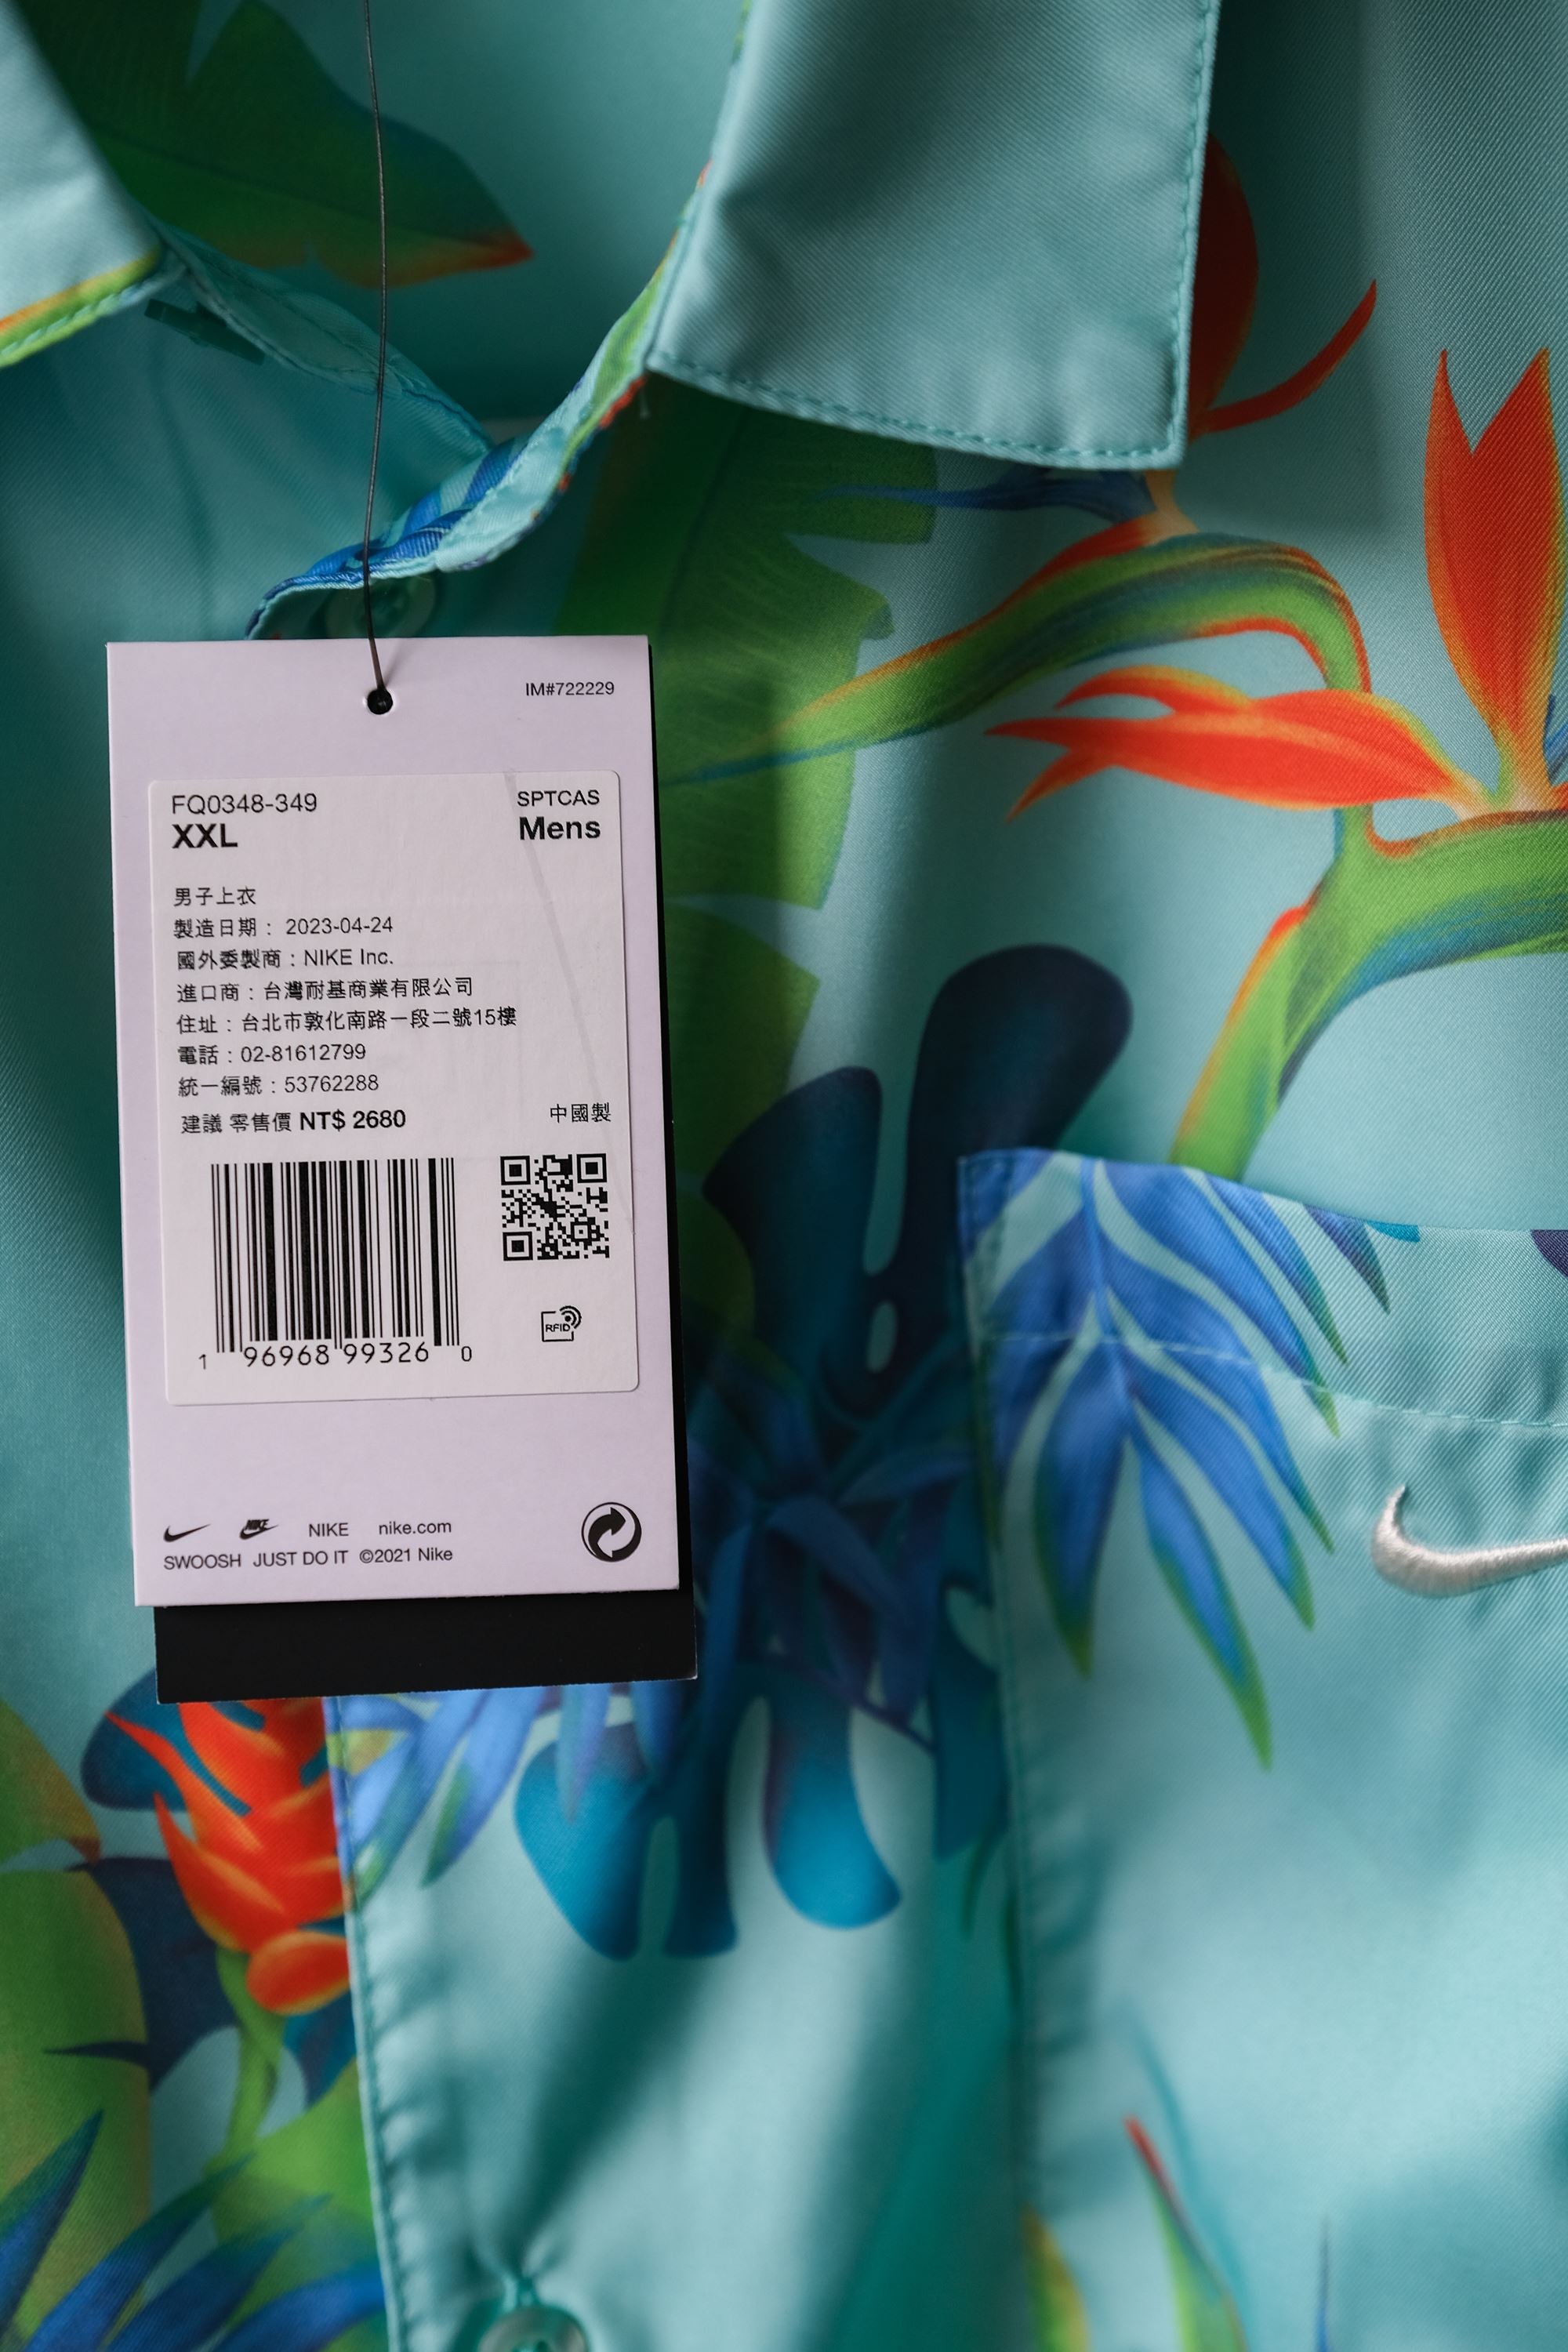 IM#722229
FQ0348-349
SPTCAS
XXL
Mens
男子上衣
製造日期： 2023-04-24
國外委製商：NIKE Inc.
進口商：台灣耐基商業有限公司
住址：台北市敦化南路一段二號15樓
電話：02-81612799
統一編號：53762288
建議 零售價 NT$ 2680
中國製
RFID
1 96968 99326 0
NIKE nike.com
SWOOSH JUST DO IT ©2021 Nike